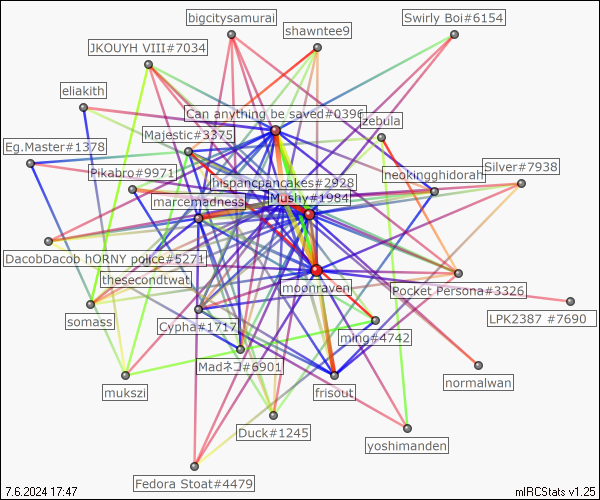 bigcitysamurai
Swirly Boi#6154
shawntee9
JKOUYH VIII#7034
eliakith
Can anything be saved#0396
zebula
Majestic#3375
Eg.Master#1378
Silver#7938
Pikabro#9971
neokingghidorah
hispancpancakes#2928
Mushy#1984
marcemadness
DacobDacob hORNY police#5271
thesecondtwat
moonraven
Pocket Persona#3326
somass
LPK2387 #7690
Cypha#1717
ming#4742
Madネコ#6901
normalwan
mukszi
frisout
Duck#1245
yoshimanden
Fedora Stoat#4479
7.6.2024 17:47
mIRCStats v1.25